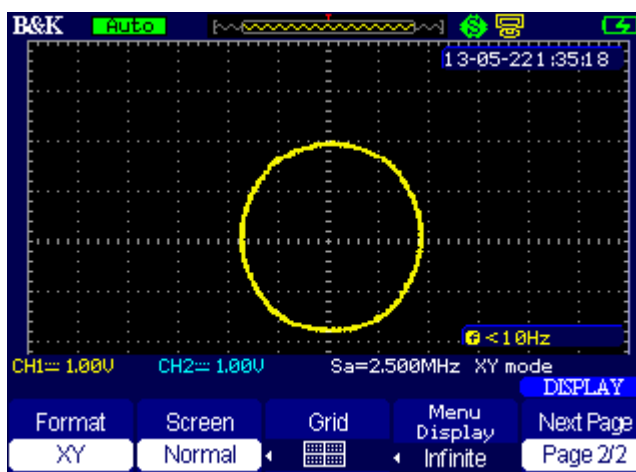 B&K Auto T S
13-05-22 1:35:18
f <10Hz
CH1 1.00V CH2 1.00V Sa=2.500MHz XY mode
DISPLAY
Format Screen Grid Menu Display Next Page
XY Normal Infinite Page 2/2